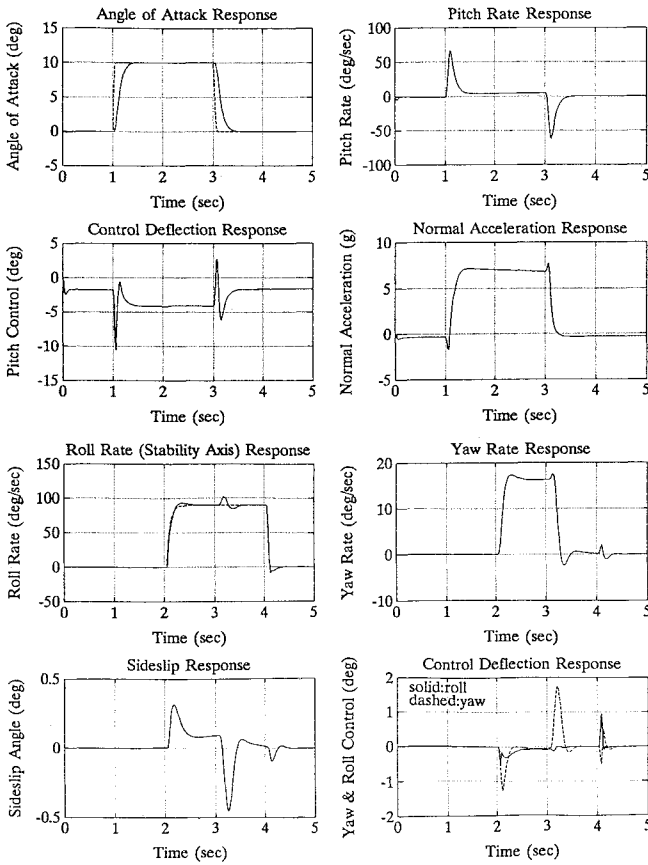 Angle of Attack Response
Angle of Attack (deg)
15
10
5
0
-5
0 1 2 3 4 5
Time (sec)
Pitch Rate Response
Pitch Rate (deg/sec)
100
50
0
-50
-100
0 1 2 3 4 5
Time (sec)
Control Deflection Response
Pitch Control (deg)
5
0
-5
-10
-15
0 1 2 3 4 5
Time (sec)
Normal Acceleration Response
Normal Acceleration (g)
10
5
0
-5
0 1 2 3 4 5
Time (sec)
Roll Rate (Stability Axis) Response
Roll Rate (deg/sec)
150
100
50
0
-50
0 1 2 3 4 5
Time (sec)
Yaw Rate Response
Yaw Rate (deg/sec)
20
10
0
-10
0 1 2 3 4 5
Time (sec)
Sideslip Response
Sideslip Angle (deg)
0.5
0
-0.5
0 1 2 3 4 5
Time (sec)
Control Deflection Response
Yaw & Roll Control (deg)
2
1
0
-1
-2
solid:roll
dashed:yaw
0 1 2 3 4 5
Time (sec)